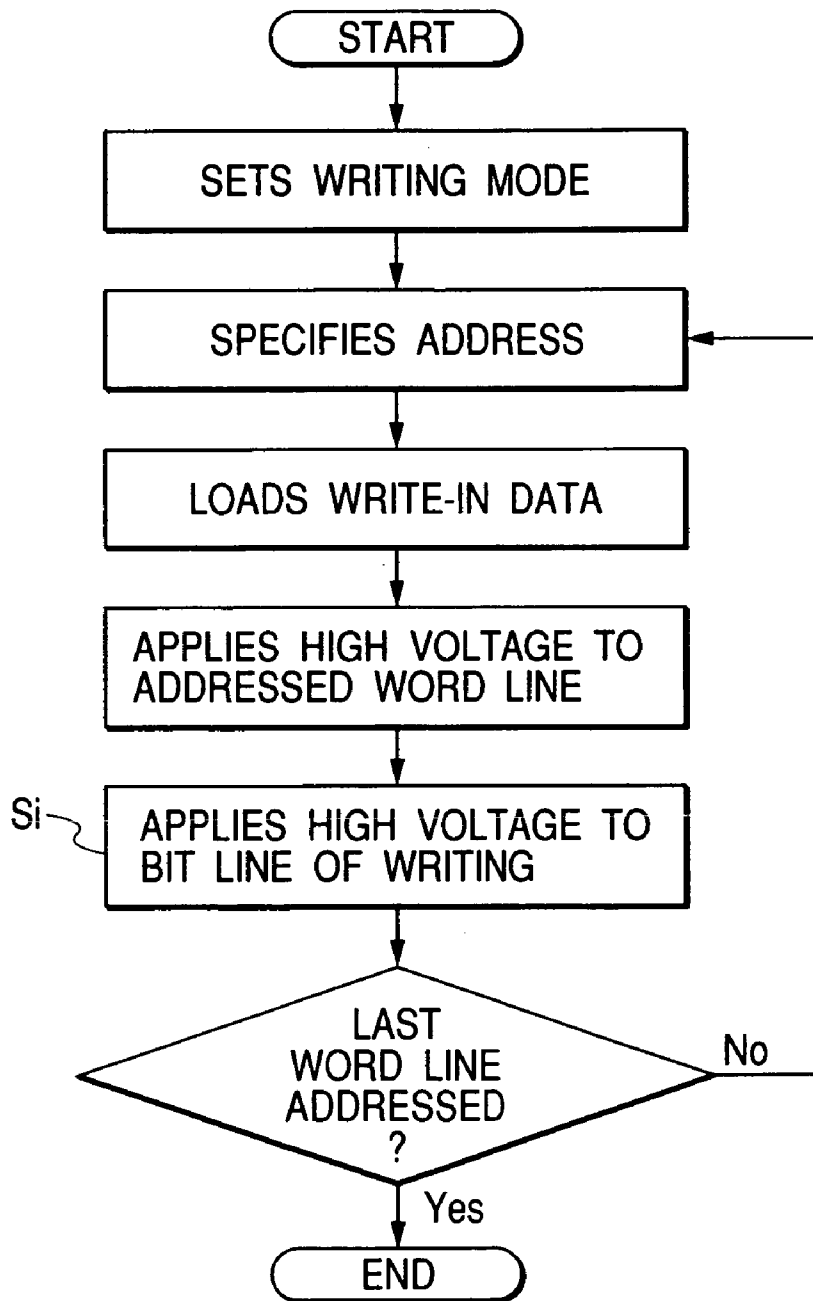 START
SETS WRITING MODE
SPECIFIES ADDRESS
LOADS WRITE-IN DATA
APPLIES HIGH VOLTAGE TO
ADDRESSED WORD LINE
Si
APPLIES HIGH VOLTAGE TO
BIT LINE OF WRITING
LAST
WORD LINE
ADDRESSED
?
No
Yes
END